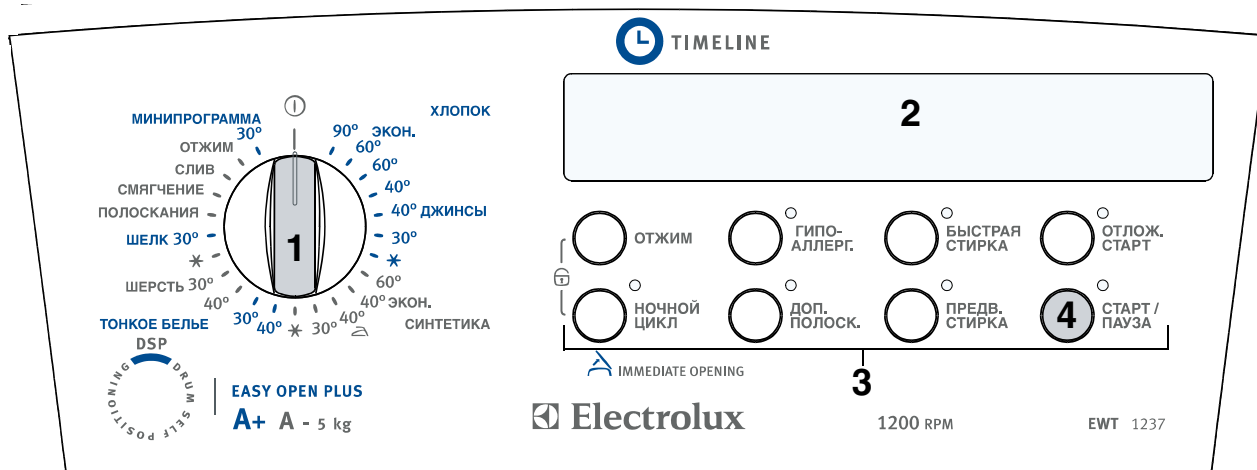 TIMELINE
2
ХЛОПОК
МИНИПРОГРАММА
30°
90° ЭКОН.
60°
ОТЖИМ
60°
СЛИВ
40°
СМЯГЧЕНИЕ
40° ДЖИНСЫ
ПОЛОСКАНИЯ
30°
ШЕЛК 30°
1
60°
ШЕРСТЬ 30°
40° ЭКОН.
40°
СИНТЕТИКА
ТОНКОЕ БЕЛЬЕ
30°
40°
30°
40°
ОТЖИМ
ГИПО-
АЛЛЕРГ.
БЫСТРАЯ
СТИРКА
ОТЛОЖ.
СТАРТ
НОЧНОЙ
ЦИКЛ
ДОП.
ПОЛОСК.
ПРЕДВ.
СТИРКА
4
СТАРТ /
ПАУЗА
IMMEDIATE OPENING
3
DSP
DRUM SELF POSITIONING
EASY OPEN PLUS
A+ A - 5 kg
Electrolux
1200 RPM
EWT 1237